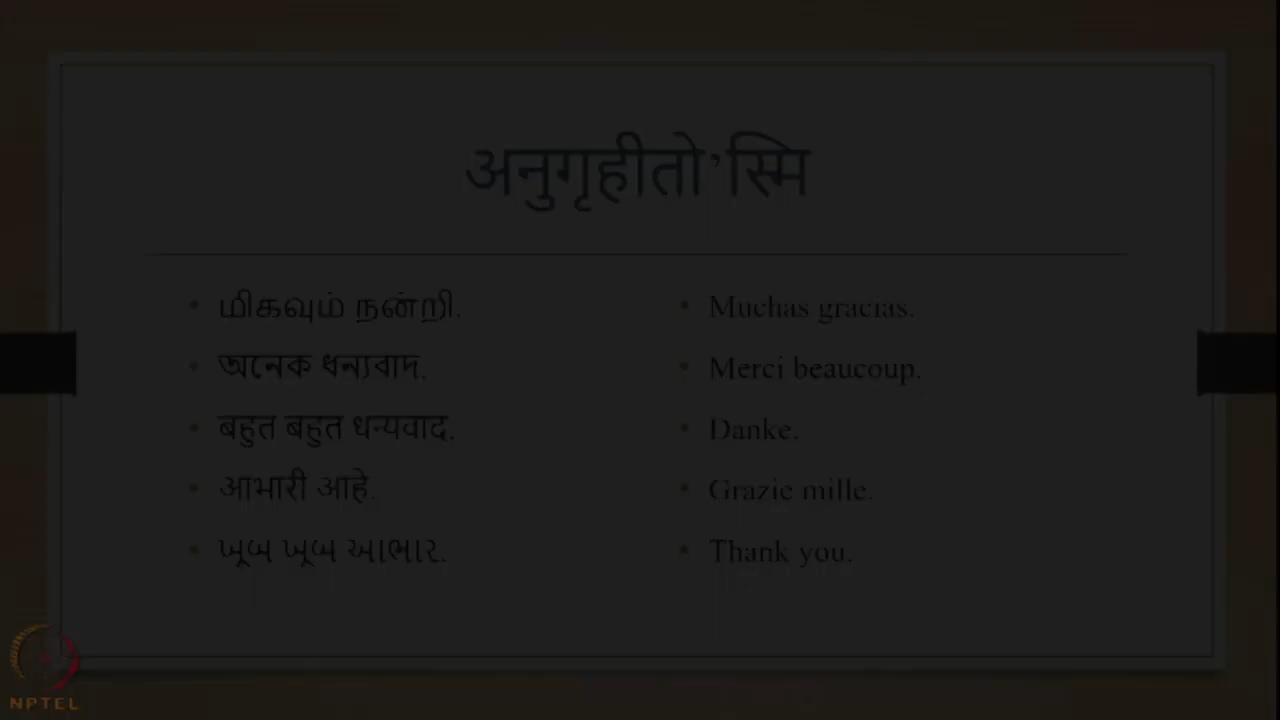 अनुगृहीतो’स्मि
மிகவும் நன்றி.
অনেক ধন্যবাদ.
बहुत बहुत धन्यवाद.
आभारी आहे.
ખૂબ ખૂબ આભાર.
Muchas gracias.
Merci beaucoup.
Danke.
Grazie mille.
Thank you.
NPTEL